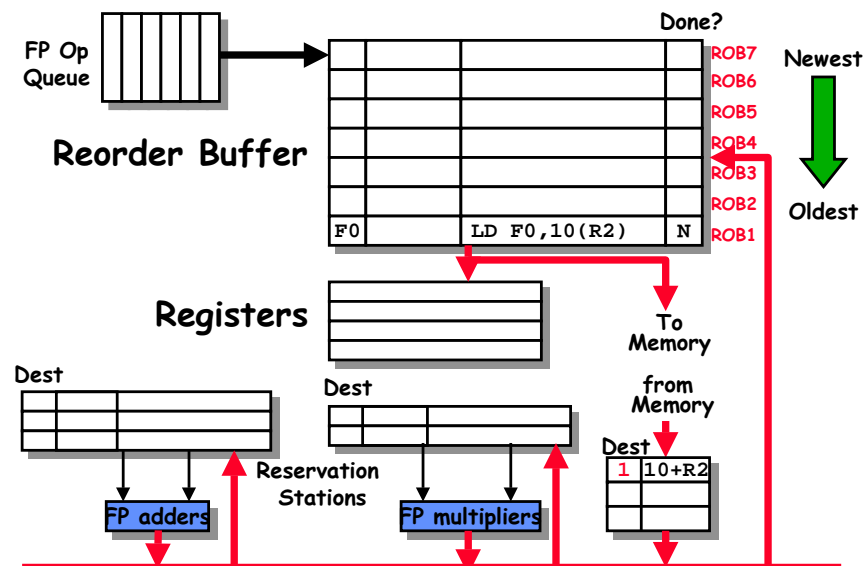 Done?
FP Op
Queue
ROB7
ROB6
ROB5
ROB4
ROB3
ROB2
ROB1
Newest
Oldest
Reorder Buffer
F0 LD F0,10(R2) N
Registers
To
Memory
from
Memory
Dest
Dest
Dest
1 10+R2
Reservation
Stations
FP adders
FP multipliers